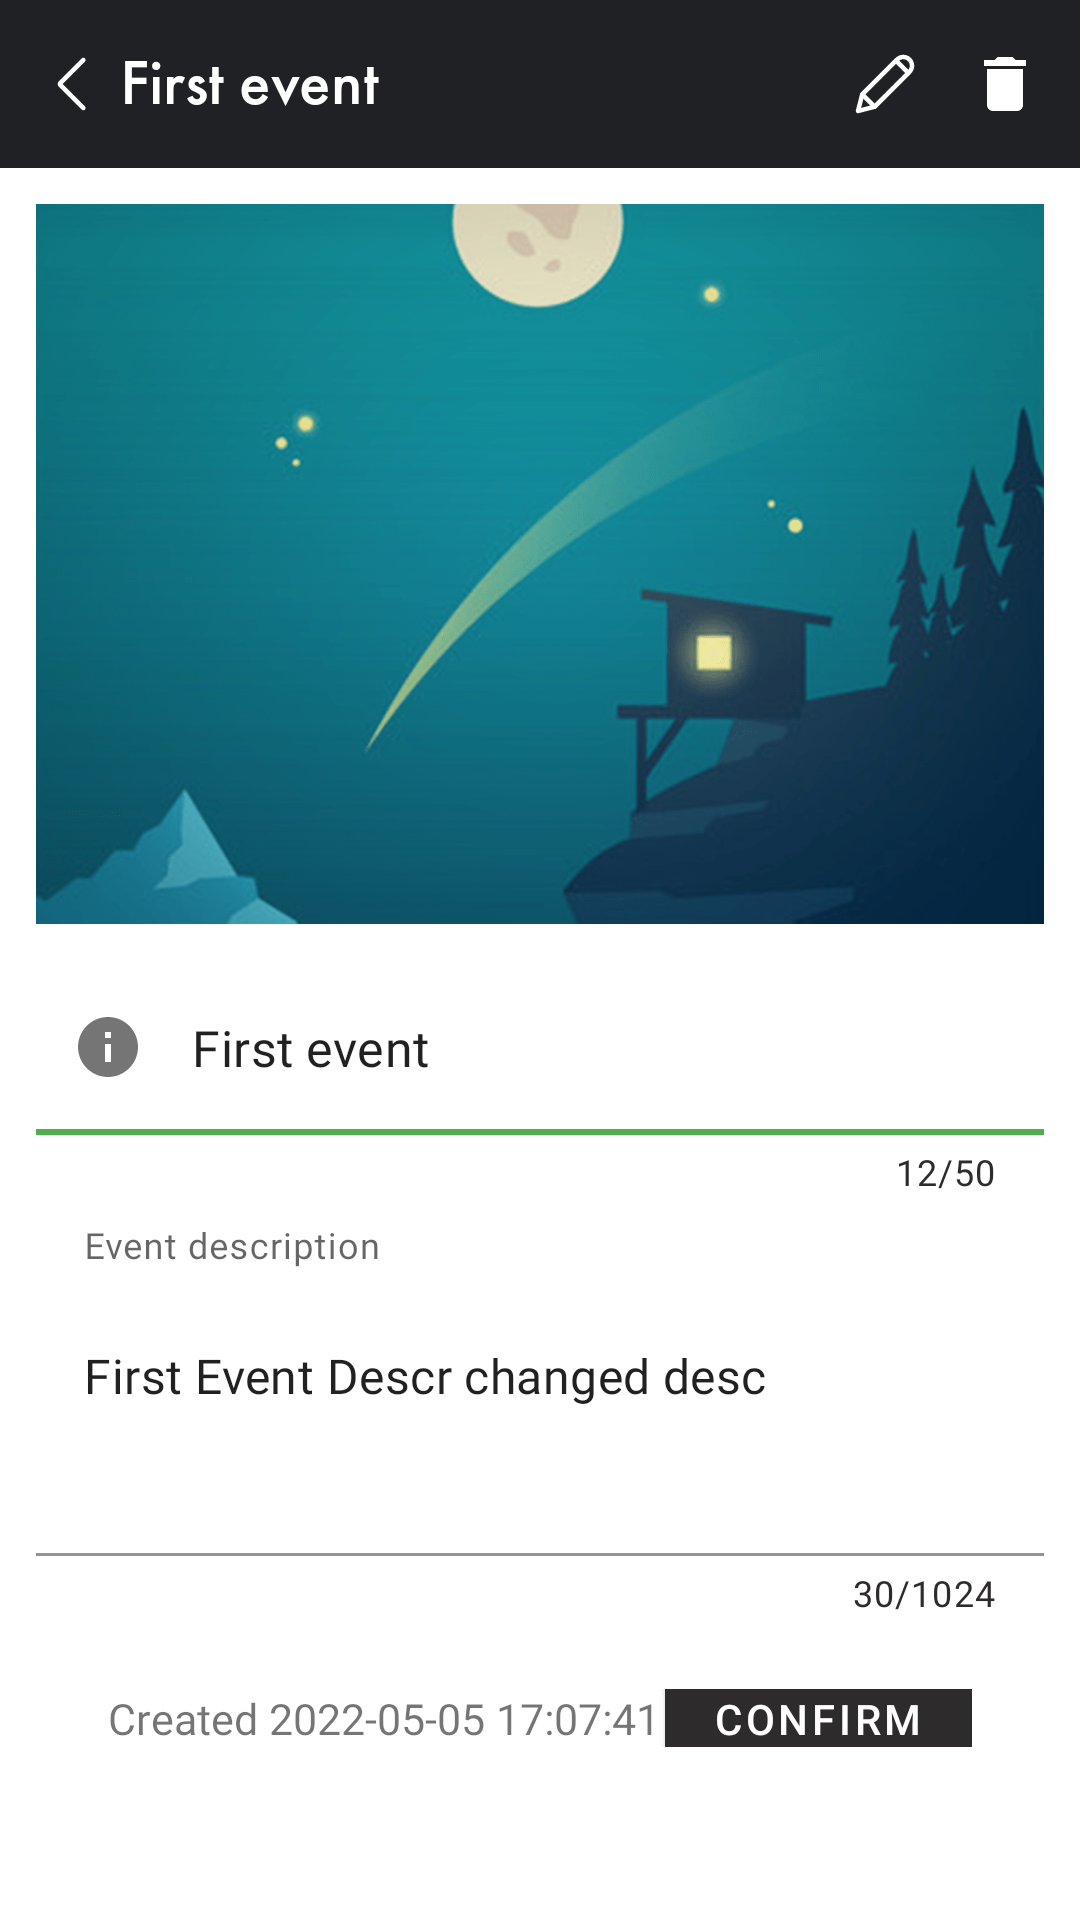 First event
First event
12/50
Event description
First Event Descr changed desc
30/1024
Created 2022-05-05 17:07:41 CONFIRM